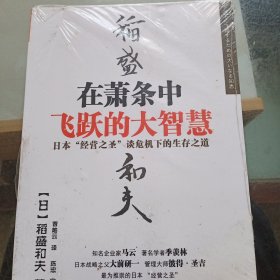 稻盛
在萧条中
飞跃的大智慧
日本“经营之圣”谈危机下的生存之道
和夫
【日】稻盛和夫
曹岫云 译
知名企业家马云 著名学者季羡林
日本战略之父大前研一 管理大师彼得·圣吉
最为推崇的日本“经营之圣”